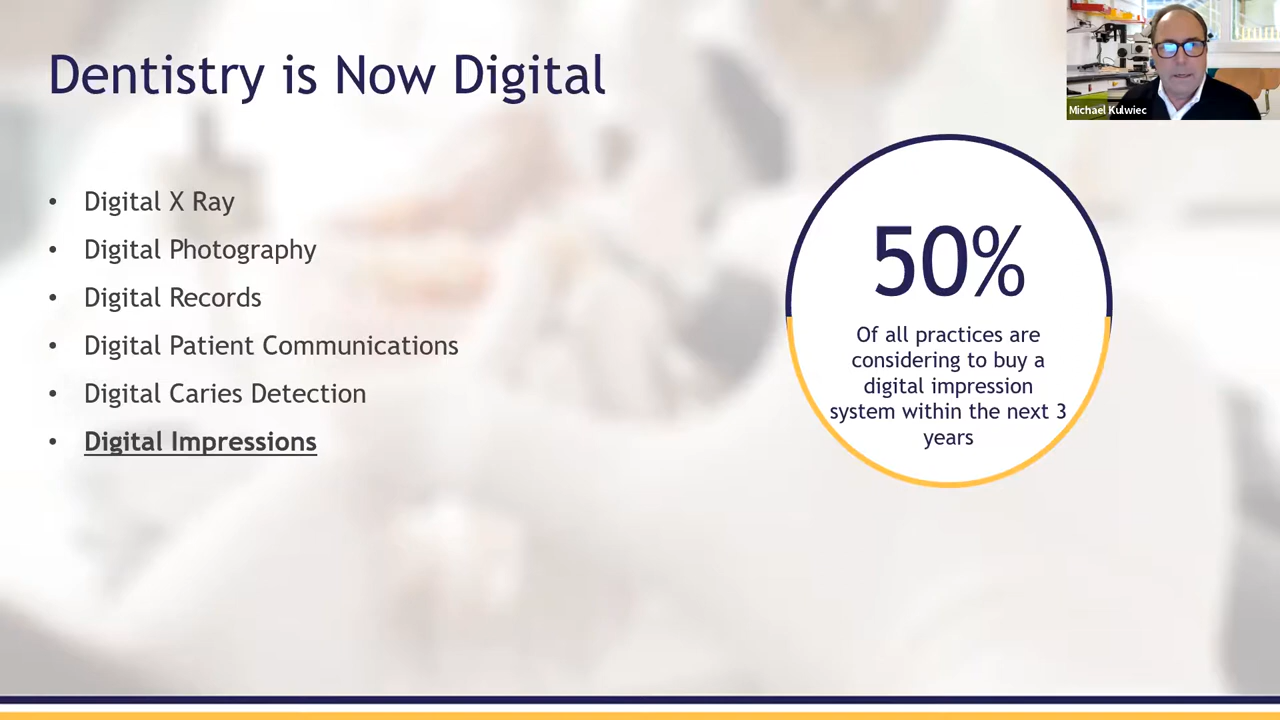 Dentistry is Now Digital
Michael Kulwiec
• Digital X Ray
• Digital Photography
• Digital Records
• Digital Patient Communications
• Digital Caries Detection
• Digital Impressions
50%
Of all practices are
considering to buy a
digital impression
system within the next 3
years